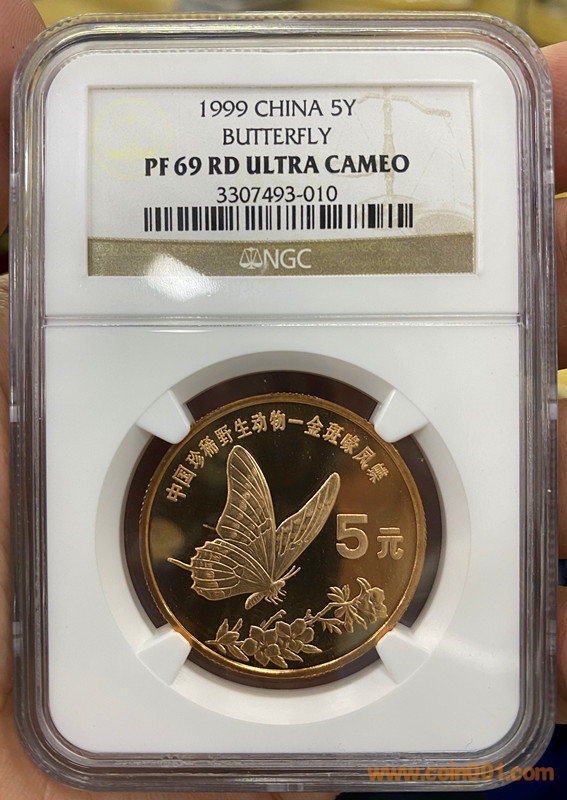 1999 CHINA 5Y
BUTTERFLY
PF 69 RD ULTRA CAMEO
3307493-010
NGC
中国珍稀野生动物—金斑喙凤蝶
5元
www.coin001.com